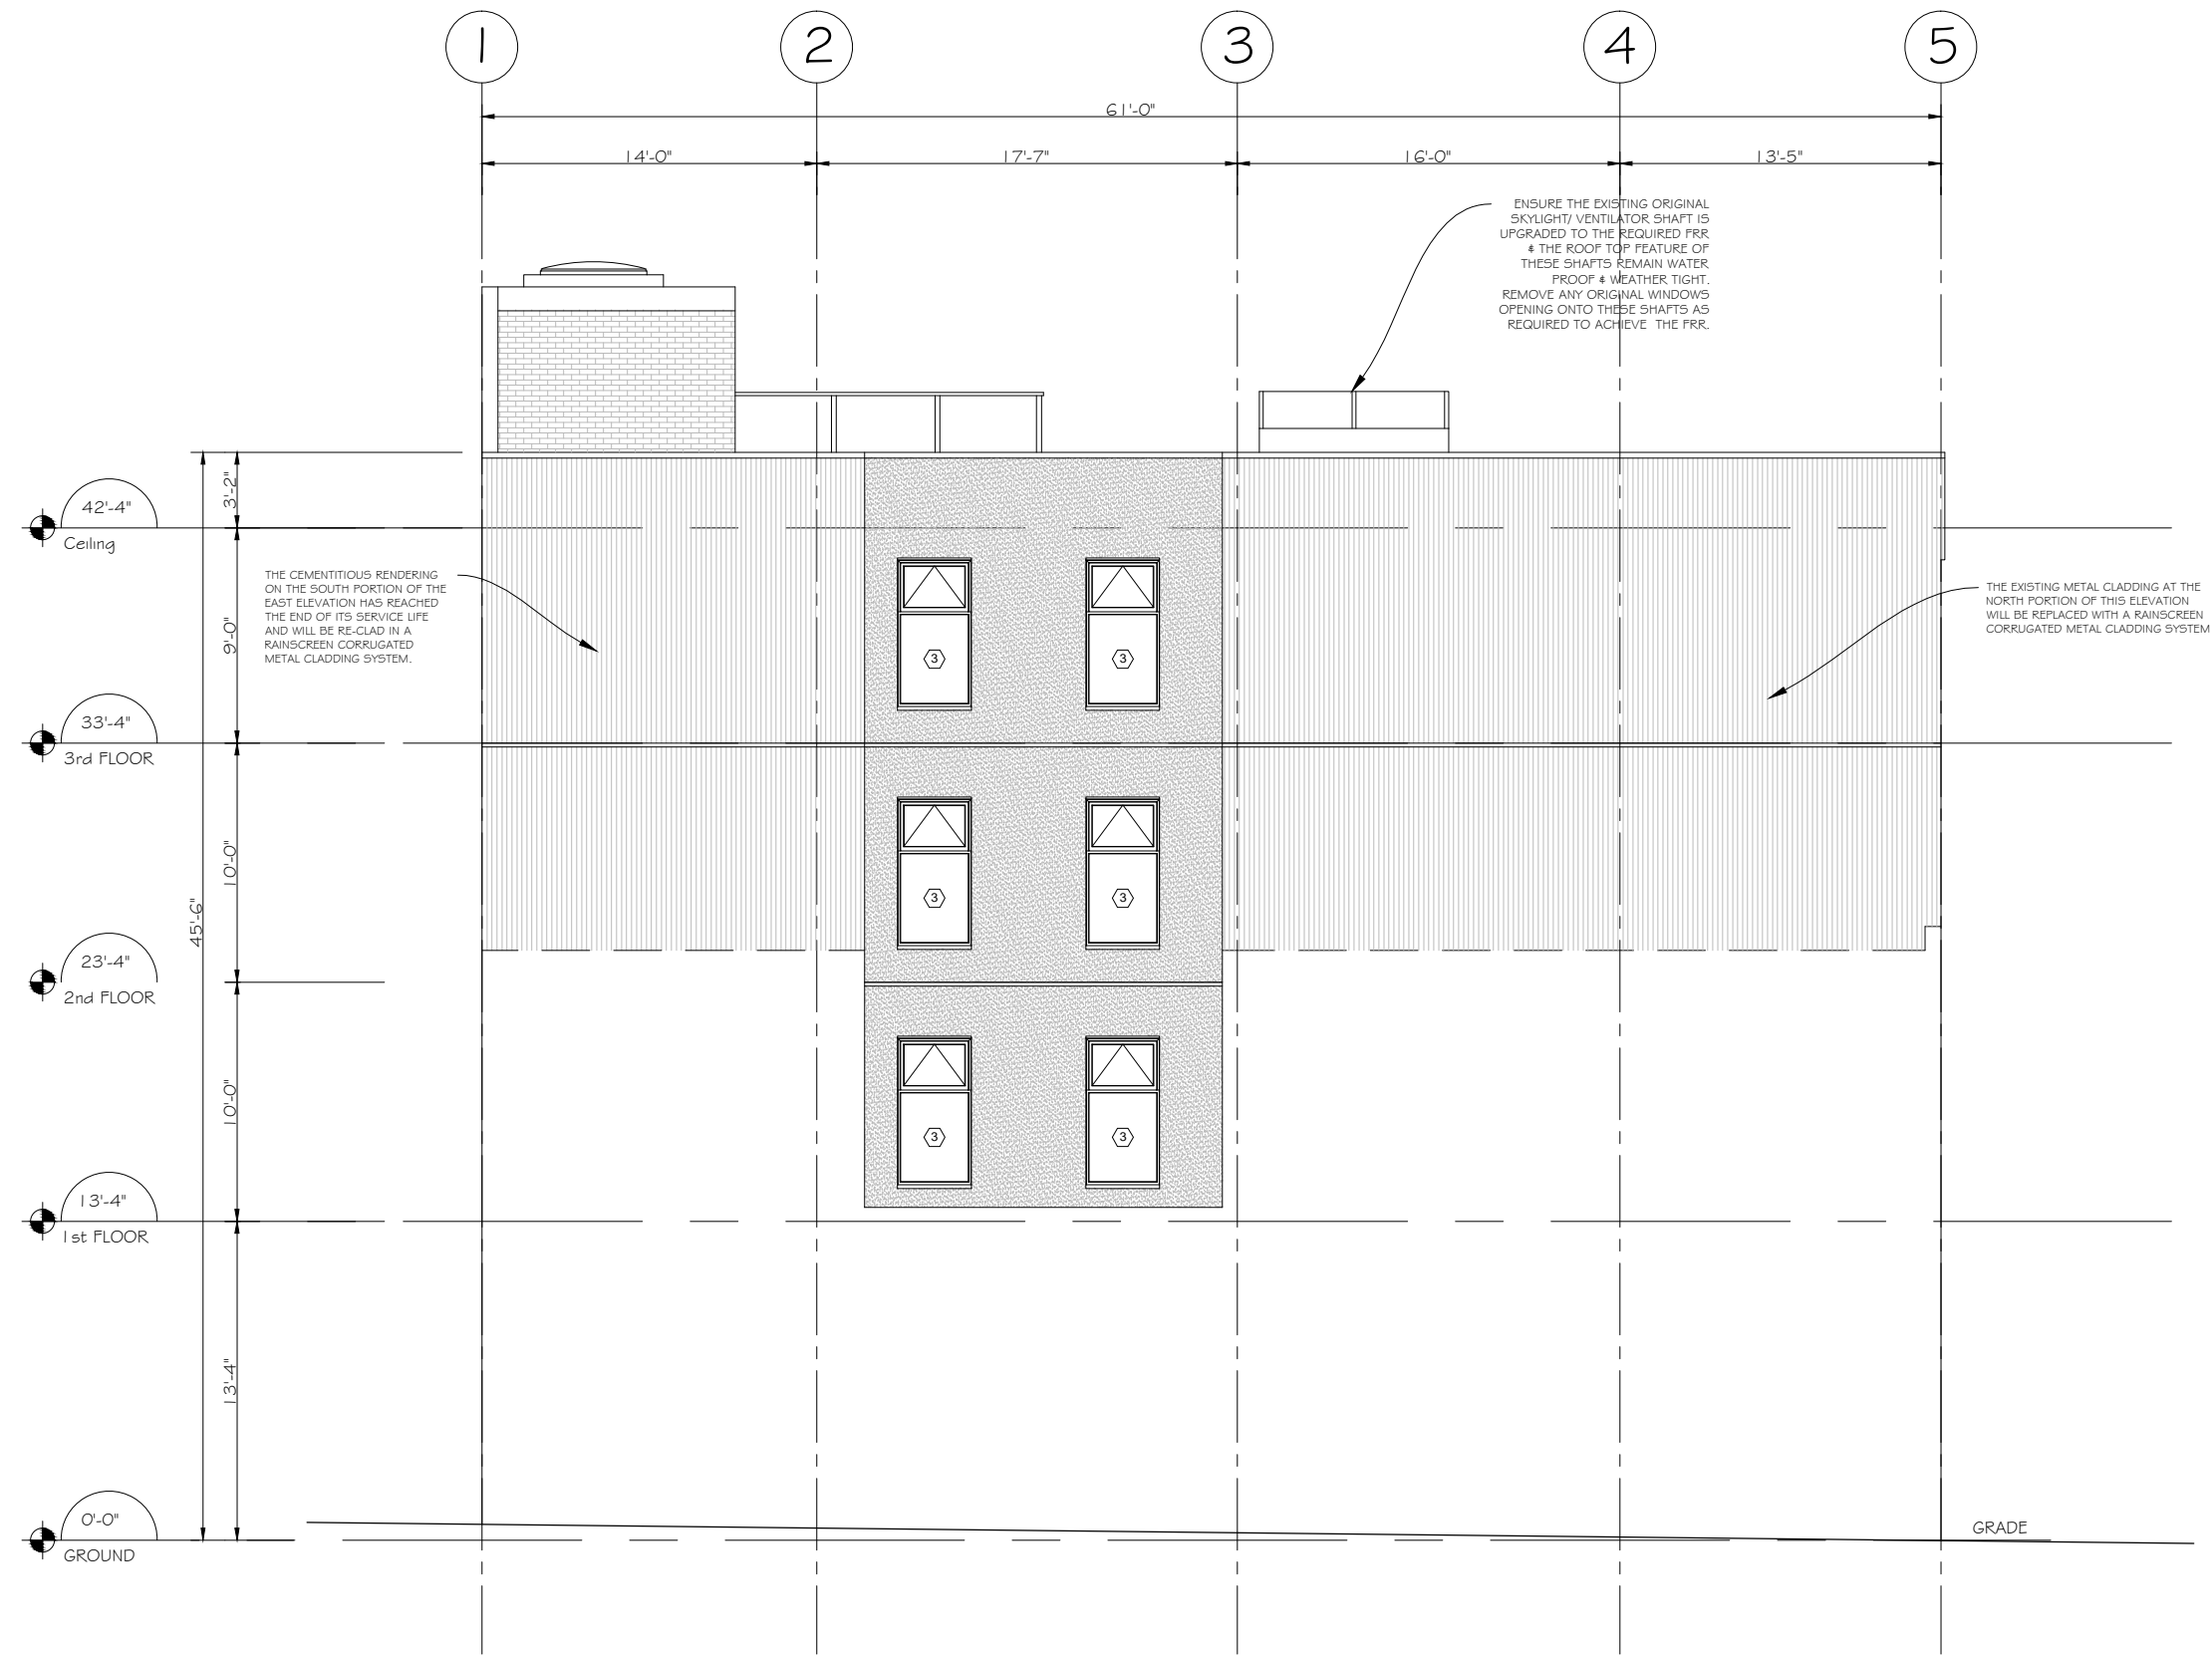 1 2 3 4 5
61'-0"
14'-0" 17'-7" 16'-0" 13'-5"
ENSURE THE EXISTING ORIGINAL
SKYLIGHT/ VENTILATOR SHAFT IS
UPGRADED TO THE REQUIRED FRR
& THE ROOF TOP FEATURE OF
THESE SHAFTS REMAIN WATER
PROOF & WEATHER TIGHT.
REMOVE ANY ORIGINAL WINDOWS
OPENING ONTO THESE SHAFTS AS
REQUIRED TO ACHIEVE THE FRR.
3'-2"
42'-4"
Ceiling
THE CEMENTITIOUS RENDERING
ON THE SOUTH PORTION OF THE
EAST ELEVATION HAS REACHED
THE END OF ITS SERVICE LIFE
AND WILL BE RE-CLAD IN A
RAINSCREEN CORRUGATED
METAL CLADDING SYSTEM.
THE EXISTING METAL CLADDING AT THE
NORTH PORTION OF THIS ELEVATION
WILL BE REPLACED WITH A RAINSCREEN
CORRUGATED METAL CLADDING SYSTEM
9'-0"
3 3
33'-4"
3rd FLOOR
10'-0"
3 3
45'-6"
23'-4"
2nd FLOOR
10'-0"
3 3
13'-4"
1st FLOOR
13'-4"
0'-0"
GROUND
GRADE